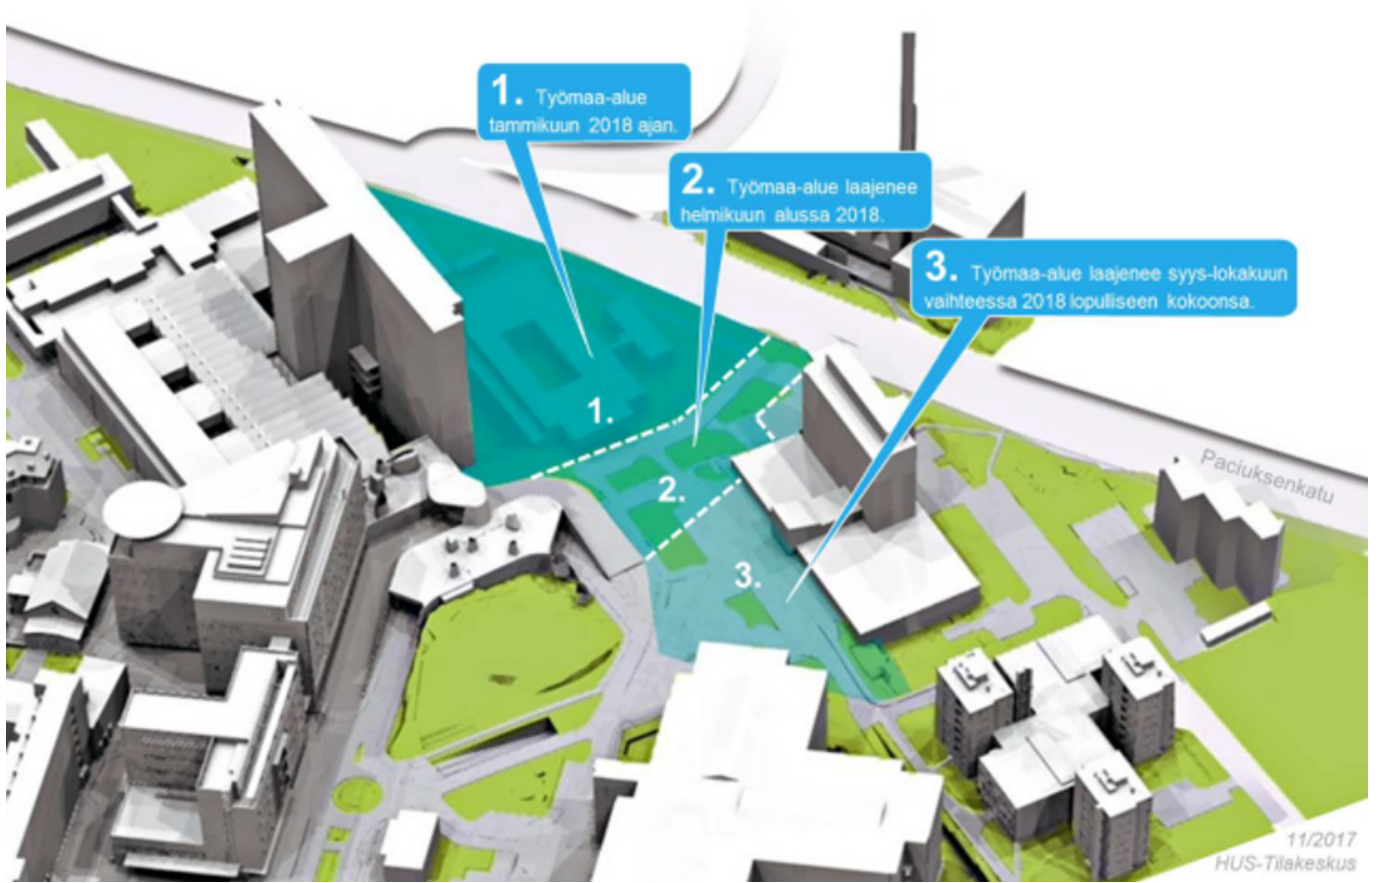 1. Työmaa-alue
tammikuun 2018 ajan.
2. Työmaa-alue laajenee
helmikuun alussa 2018.
3. Työmaa-alue laajenee syys-lokakuun
vaihteessa 2018 lopulliseen kokoonsa.
1.
2.
3.
Paciuksenkatu
11/2017
HUS-Tilakeskus